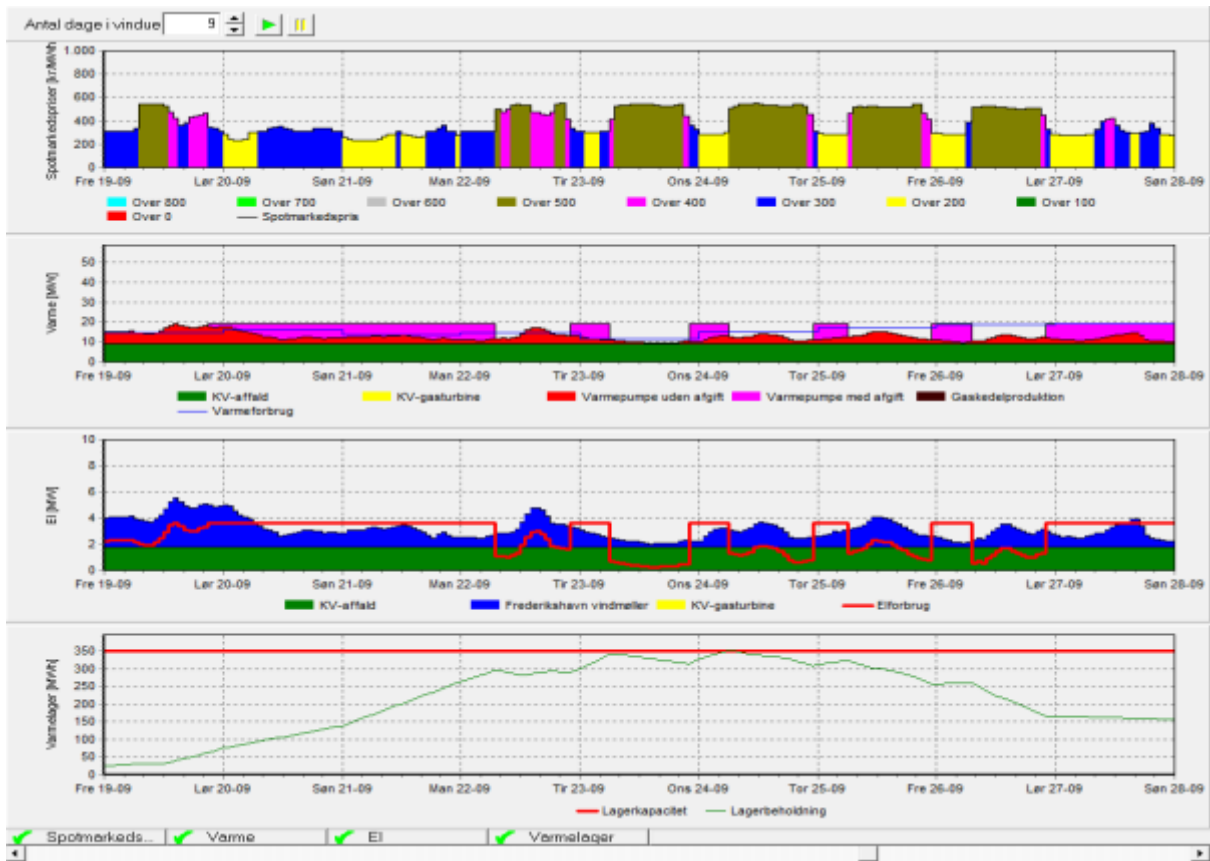 Antal dage i vindue 9
Spotmarkedspriser [kr/MWh]
1.000
800
600
400
200
0
Fre 19-09 Lør 20-09 Søn 21-09 Man 22-09 Tir 23-09 Ons 24-09 Tor 25-09 Fre 26-09 Lør 27-09 Søn 28-09
Over 800 Over 700 Over 600 Over 500 Over 400 Over 300 Over 200 Over 100
Over 0 Spotmarkedspris
Varme [MW]
50
40
30
20
10
0
Fre 19-09 Lør 20-09 Søn 21-09 Man 22-09 Tir 23-09 Ons 24-09 Tor 25-09 Fre 26-09 Lør 27-09 Søn 28-09
KV-affald KV-gasturbine Varmepumpe uden afgift Varmepumpe med afgift Gaskedelproduktion
Varmeforbrug
El [MW]
10
8
6
4
2
0
Fre 19-09 Lør 20-09 Søn 21-09 Man 22-09 Tir 23-09 Ons 24-09 Tor 25-09 Fre 26-09 Lør 27-09 Søn 28-09
KV-affald Frederikshavn vindmøller KV-gasturbine Elforbrug
Varmelager [MWh]
350
300
250
200
150
100
50
0
Fre 19-09 Lør 20-09 Søn 21-09 Man 22-09 Tir 23-09 Ons 24-09 Tor 25-09 Fre 26-09 Lør 27-09 Søn 28-09
Lagerkapacitet Lagerbeholdning
Spotmarkeds... Varme El Varmelager